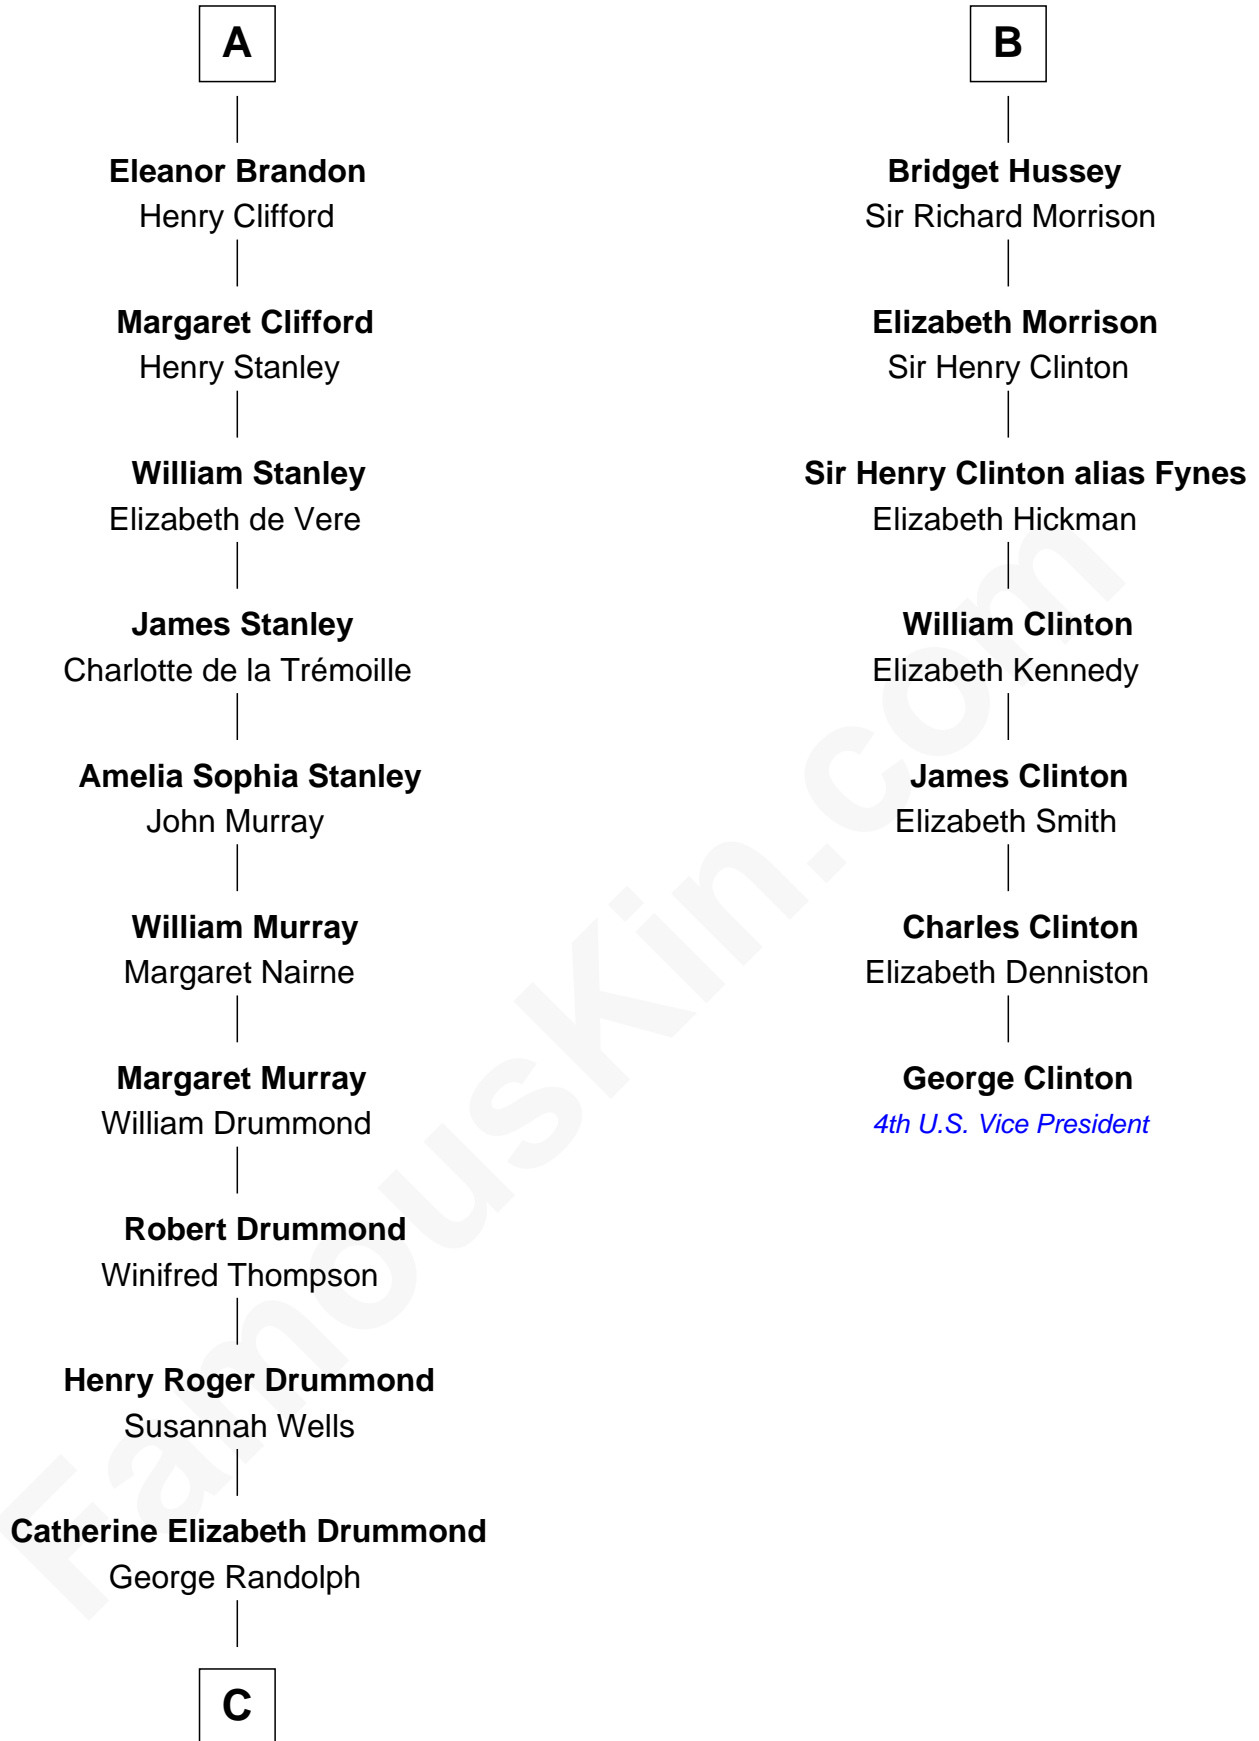 A
Eleanor Brandon
Henry Clifford
Margaret Clifford
Henry Stanley
William Stanley
Elizabeth de Vere
James Stanley
Charlotte de la Trémoille
Amelia Sophia Stanley
John Murray
William Murray
Margaret Nairne
Margaret Murray
William Drummond
Robert Drummond
Winifred Thompson
Henry Roger Drummond
Susannah Wells
Catherine Elizabeth Drummond
George Randolph
C
B
Bridget Hussey
Sir Richard Morrison
Elizabeth Morrison
Sir Henry Clinton
Sir Henry Clinton alias Fynes
Elizabeth Hickman
William Clinton
Elizabeth Kennedy
James Clinton
Elizabeth Smith
Charles Clinton
Elizabeth Denniston
George Clinton
4th U.S. Vice President
FamousKin.com